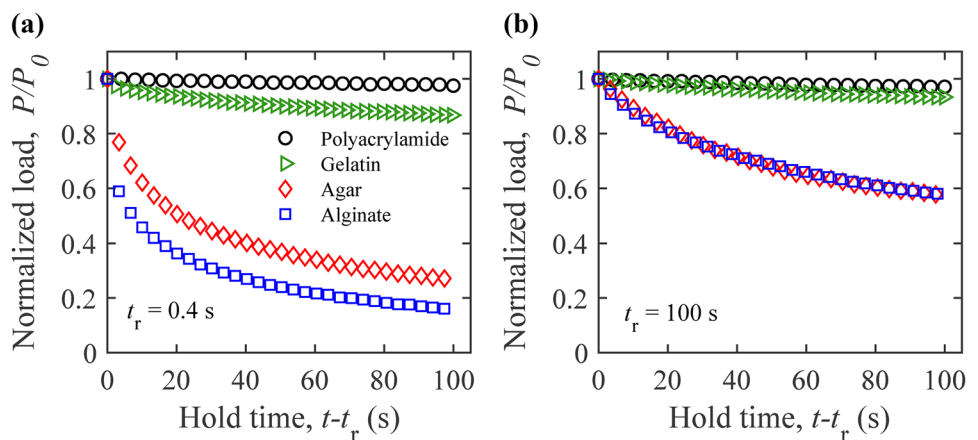 (a)
Normalized load, P/P0
1
0.8
0.6
0.4
0.2
0
Polyacrylamide
Gelatin
Agar
Alginate
tr = 0.4 s
0 20 40 60 80 100
Hold time, t-tr (s)
(b)
Normalized load, P/P0
1
0.8
0.6
0.4
0.2
0
tr = 100 s
0 20 40 60 80 100
Hold time, t-tr (s)